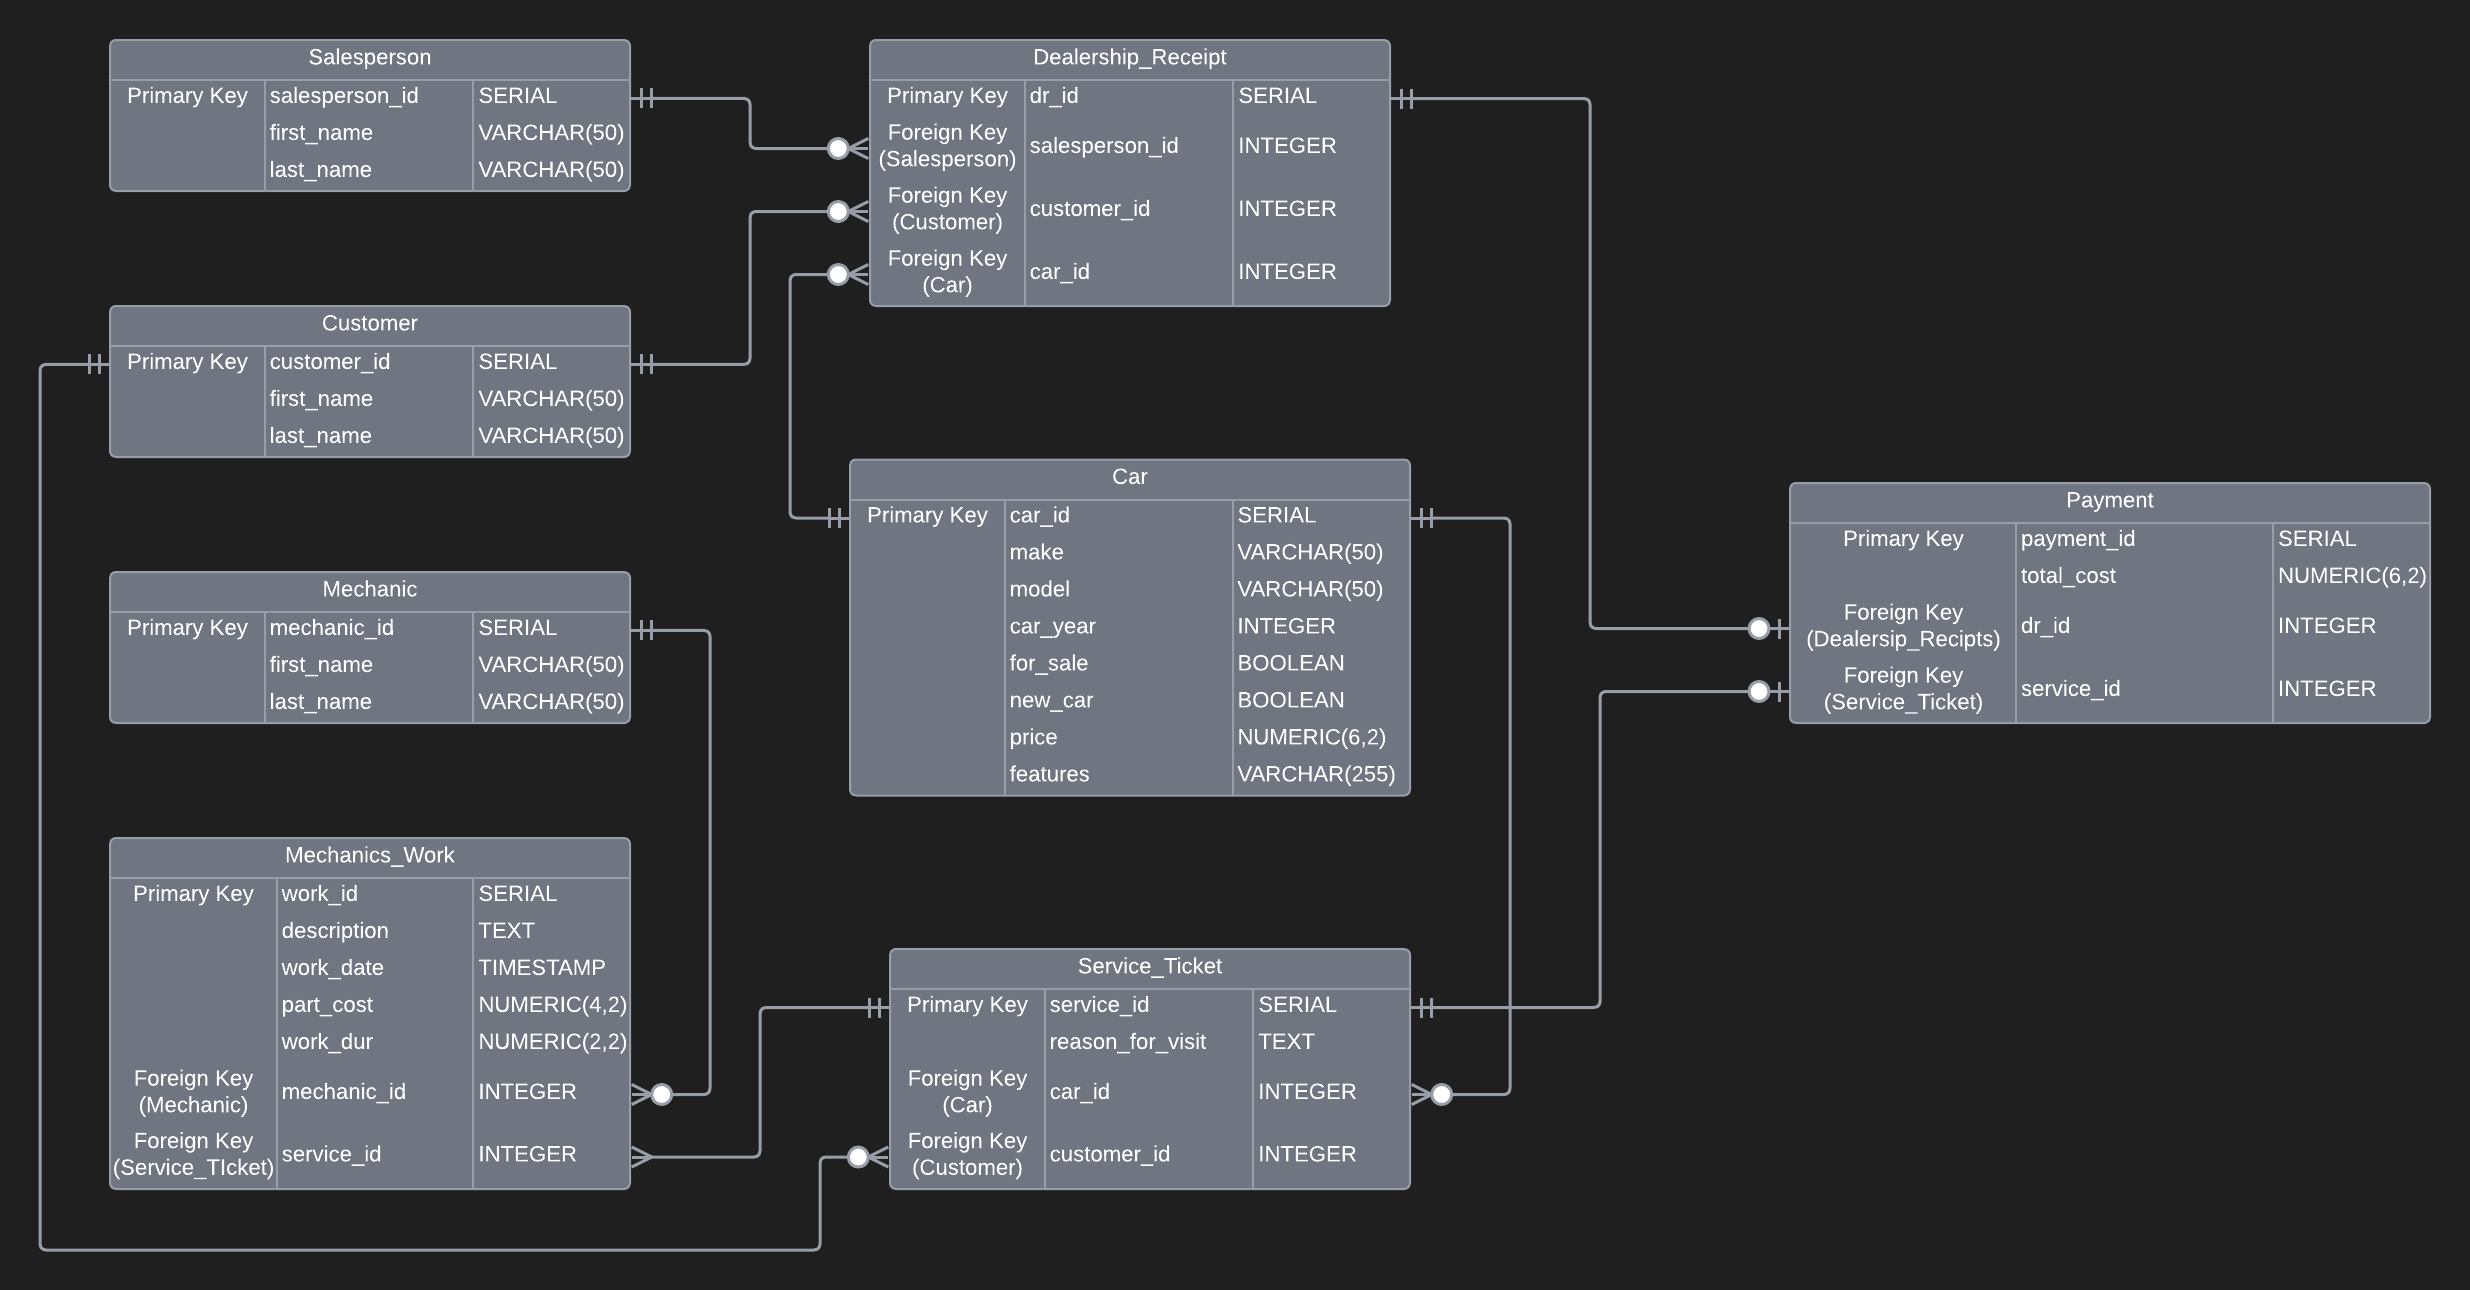 Salesperson
Primary Key salesperson_id SERIAL
first_name VARCHAR(50)
last_name VARCHAR(50)
Dealership_Receipt
Primary Key dr_id SERIAL
Foreign Key
(Salesperson) salesperson_id INTEGER
Foreign Key
(Customer) customer_id INTEGER
Foreign Key
(Car) car_id INTEGER
Customer
Primary Key customer_id SERIAL
first_name VARCHAR(50)
last_name VARCHAR(50)
Car
Primary Key car_id SERIAL
make VARCHAR(50)
model VARCHAR(50)
car_year INTEGER
for_sale BOOLEAN
new_car BOOLEAN
price NUMERIC(6,2)
features VARCHAR(255)
Payment
Primary Key payment_id SERIAL
total_cost NUMERIC(6,2)
Foreign Key
(Dealersip_Recipts) dr_id INTEGER
Foreign Key
(Service_Ticket) service_id INTEGER
Mechanic
Primary Key mechanic_id SERIAL
first_name VARCHAR(50)
last_name VARCHAR(50)
Mechanics_Work
Primary Key work_id SERIAL
description TEXT
work_date TIMESTAMP
part_cost NUMERIC(4,2)
work_dur NUMERIC(2,2)
Foreign Key
(Mechanic) mechanic_id INTEGER
Foreign Key
(Service_TIcket) service_id INTEGER
Service_Ticket
Primary Key service_id SERIAL
reason_for_visit TEXT
Foreign Key
(Car) car_id INTEGER
Foreign Key
(Customer) customer_id INTEGER